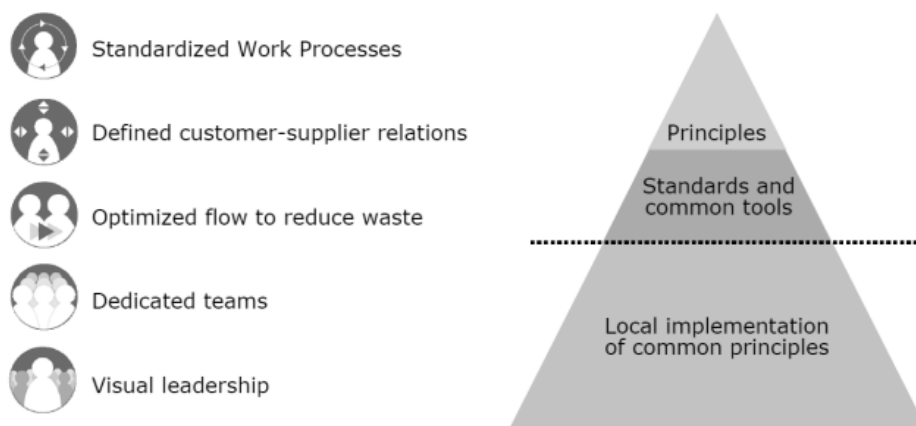 Standardized Work Processes
Defined customer-supplier relations
Optimized flow to reduce waste
Dedicated teams
Visual leadership
Principles
Standards and
common tools
Local implementation
of common principles